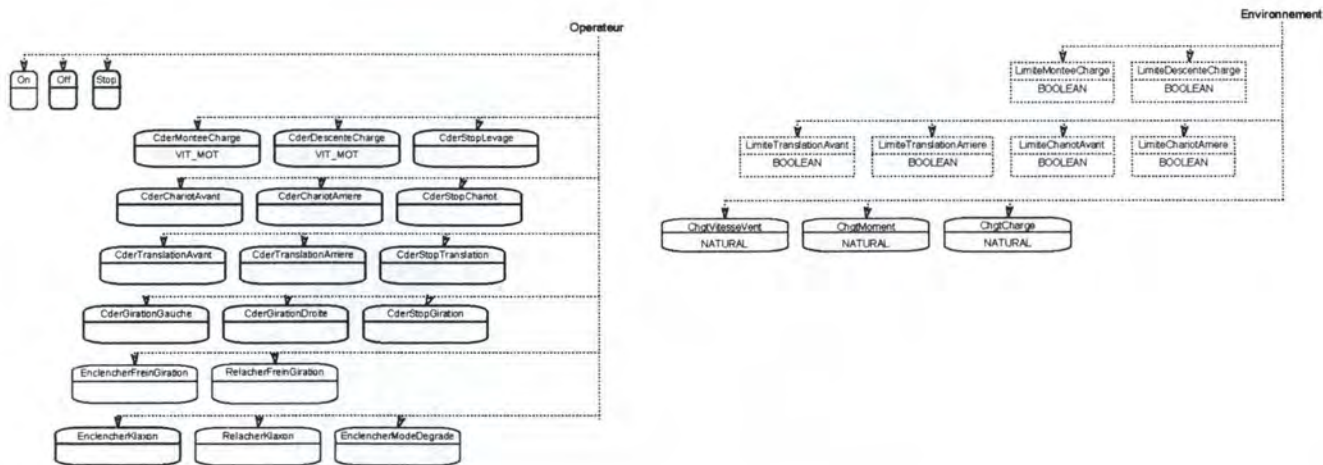 Operateur
On Off Stop
CderMonteeCharge CderDescenteCharge CderStopLevage
VIT_MOT VIT_MOT
CderChariotAvant CderChariotArriere CderStopChariot
CderTranslationAvant CderTranslationArriere CderStopTranslation
CderGirationGauche CderGirationDroite CderStopGiration
EnclencherFreinGiration RelacherFreinGiration
EnclencherKlaxon RelacherKlaxon EnclencherModeDegrade
Environnement
LimiteMonteeCharge LimiteDescenteCharge
BOOLEAN BOOLEAN
LimiteTranslationAvant LimiteTranslationArriere LimiteChariotAvant LimiteChariotArriere
BOOLEAN BOOLEAN BOOLEAN BOOLEAN
ChgtVitesseVent ChgtMoment ChgtCharge
NATURAL NATURAL NATURAL